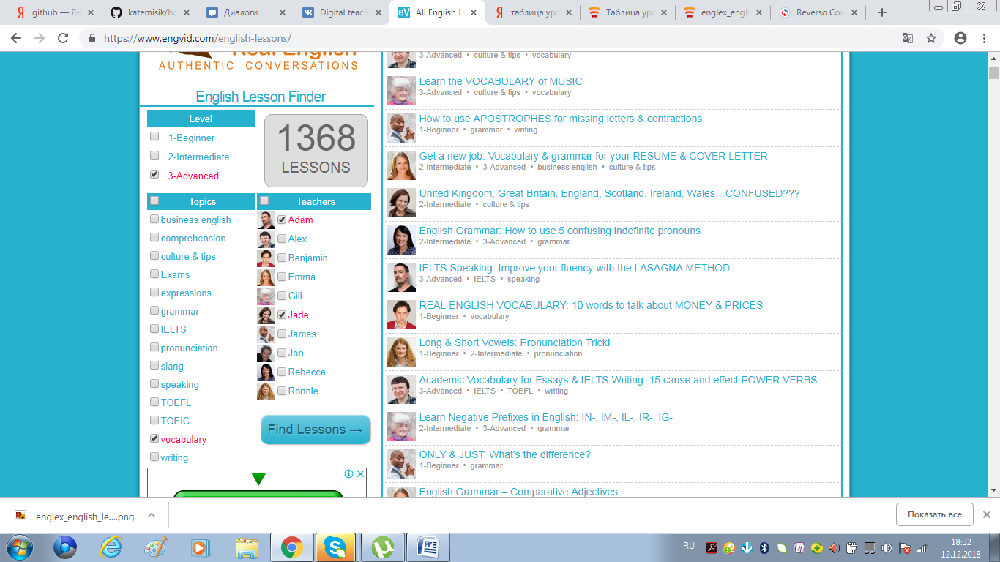 github — Ян
katemisik/ho
Диалоги
Digital teach
All English Le
таблица уро
Таблица уро
englex_engli
Reverso Con
https://www.engvid.com/english-lessons/
Real English
AUTHENTIC CONVERSATIONS
English Lesson Finder
Level
1-Beginner
2-Intermediate
3-Advanced
1368
LESSONS
Topics
business english
comprehension
culture & tips
Exams
expressions
grammar
IELTS
pronunciation
slang
speaking
TOEFL
TOEIC
vocabulary
writing
Teachers
Adam
Alex
Benjamin
Emma
Gill
Jade
James
Jon
Rebecca
Ronnie
Find Lessons →
3-Advanced • culture & tips • vocabulary
Learn the VOCABULARY of MUSIC
3-Advanced • culture & tips • vocabulary
How to use APOSTROPHES for missing letters & contractions
1-Beginner • grammar • writing
Get a new job: Vocabulary & grammar for your RESUME & COVER LETTER
2-Intermediate • 3-Advanced • business english • culture & tips
United Kingdom, Great Britain, England, Scotland, Ireland, Wales…CONFUSED???
2-Intermediate • culture & tips
English Grammar: How to use 5 confusing indefinite pronouns
2-Intermediate • 3-Advanced • grammar
IELTS Speaking: Improve your fluency with the LASAGNA METHOD
3-Advanced • IELTS • speaking
REAL ENGLISH VOCABULARY: 10 words to talk about MONEY & PRICES
1-Beginner • vocabulary
Long & Short Vowels: Pronunciation Trick!
1-Beginner • 2-Intermediate • pronunciation
Academic Vocabulary for Essays & IELTS Writing: 15 cause and effect POWER VERBS
3-Advanced • IELTS • TOEFL • writing
Learn Negative Prefixes in English: IN-, IM-, IL-, IR-, IG-
2-Intermediate • 3-Advanced • grammar
ONLY & JUST: What's the difference?
1-Beginner • grammar
English Grammar – Comparative Adjectives
englex_english_le....png
Показать все
RU
18:32
12.12.2018